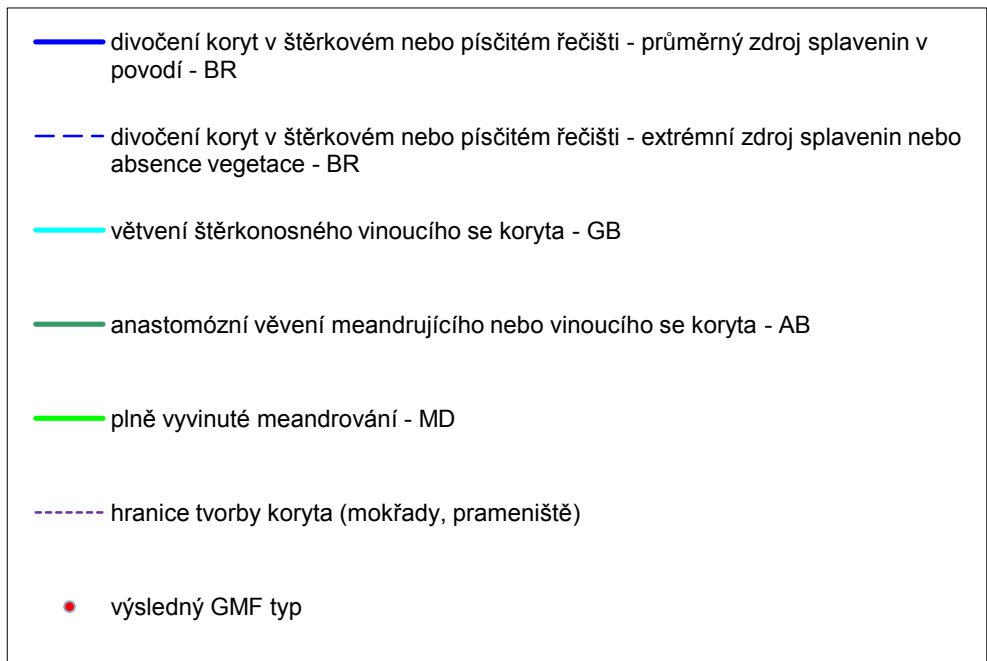 divočení koryt v štěrkovém nebo písčitém řečišti - průměrný zdroj splavenin v
povodí - BR
divočení koryt v štěrkovém nebo písčitém řečišti - extrémní zdroj splavenin nebo
absence vegetace - BR
větvení štěrkonosného vinoucího se koryta - GB
anastomózní věvení meandrujícího nebo vinoucího se koryta - AB
plně vyvinuté meandrování - MD
hranice tvorby koryta (mokřady, prameniště)
výsledný GMF typ